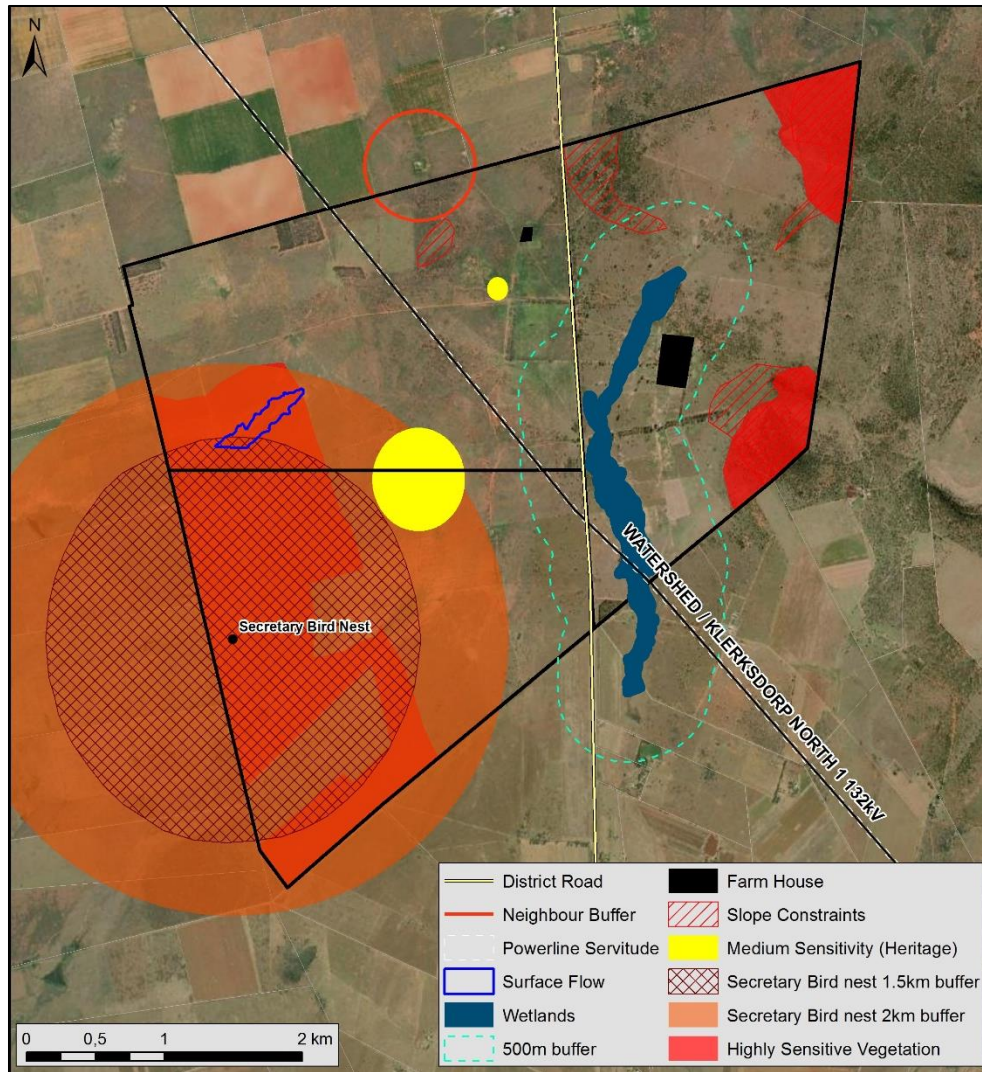 N
Secretary Bird Nest
WATERSHED / KLERKSDORP NORTH 1 132kV
District Road
Neighbour Buffer
Powerline Servitude
Surface Flow
Wetlands
500m buffer
Farm House
Slope Constraints
Medium Sensitivity (Heritage)
Secretary Bird nest 1.5km buffer
Secretary Bird nest 2km buffer
Highly Sensitive Vegetation
0 0,5 1 2 km